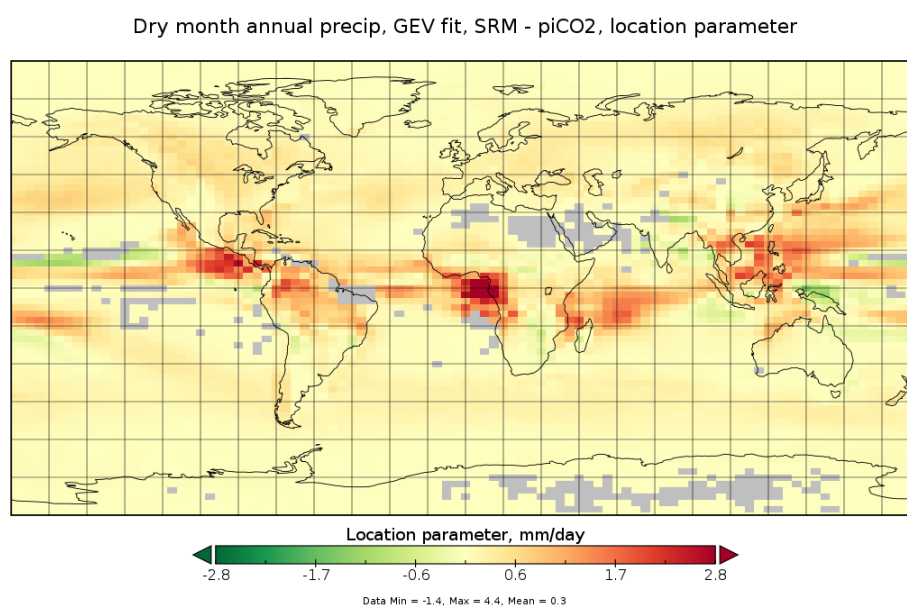 Dry month annual precip, GEV fit, SRM - piCO2, location parameter
Location parameter, mm/day
-2.8 -1.7 -0.6 0.6 1.7 2.8
Data Min = -1.4, Max = 4.4, Mean = 0.3